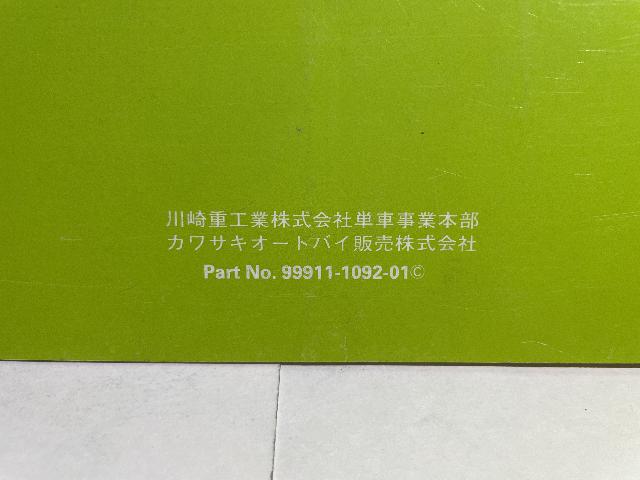 川崎重工業株式会社単車事業本部
カワサキオートバイ販売株式会社
Part No. 99911-1092-01©